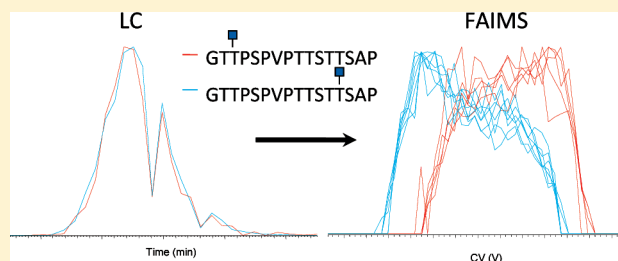 LC
FAIMS
GTTPSPVPTTSTTSAP
GTTPSPVPTTSTTSAP
Time (min)
CV (V)